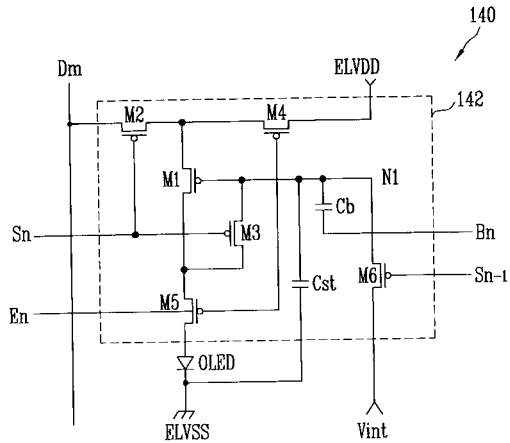 140
Dm
ELVDD
142
M2
M4
M1
N1
Cb
Sn
M3
Bn
M6
Sn-1
Cst
M5
En
OLED
ELVSS
Vint